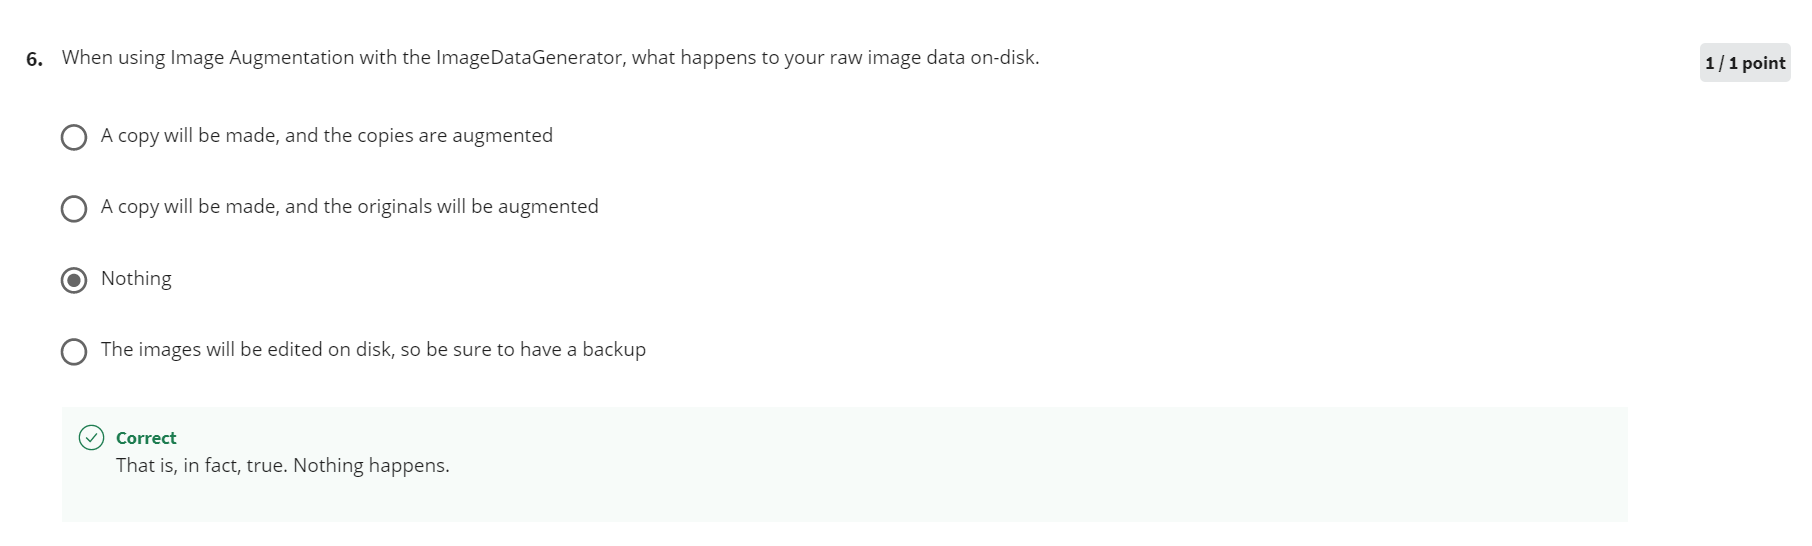 6. When using Image Augmentation with the ImageDataGenerator, what happens to your raw image data on-disk.
1 / 1 point
A copy will be made, and the copies are augmented
A copy will be made, and the originals will be augmented
Nothing
The images will be edited on disk, so be sure to have a backup
Correct
That is, in fact, true. Nothing happens.